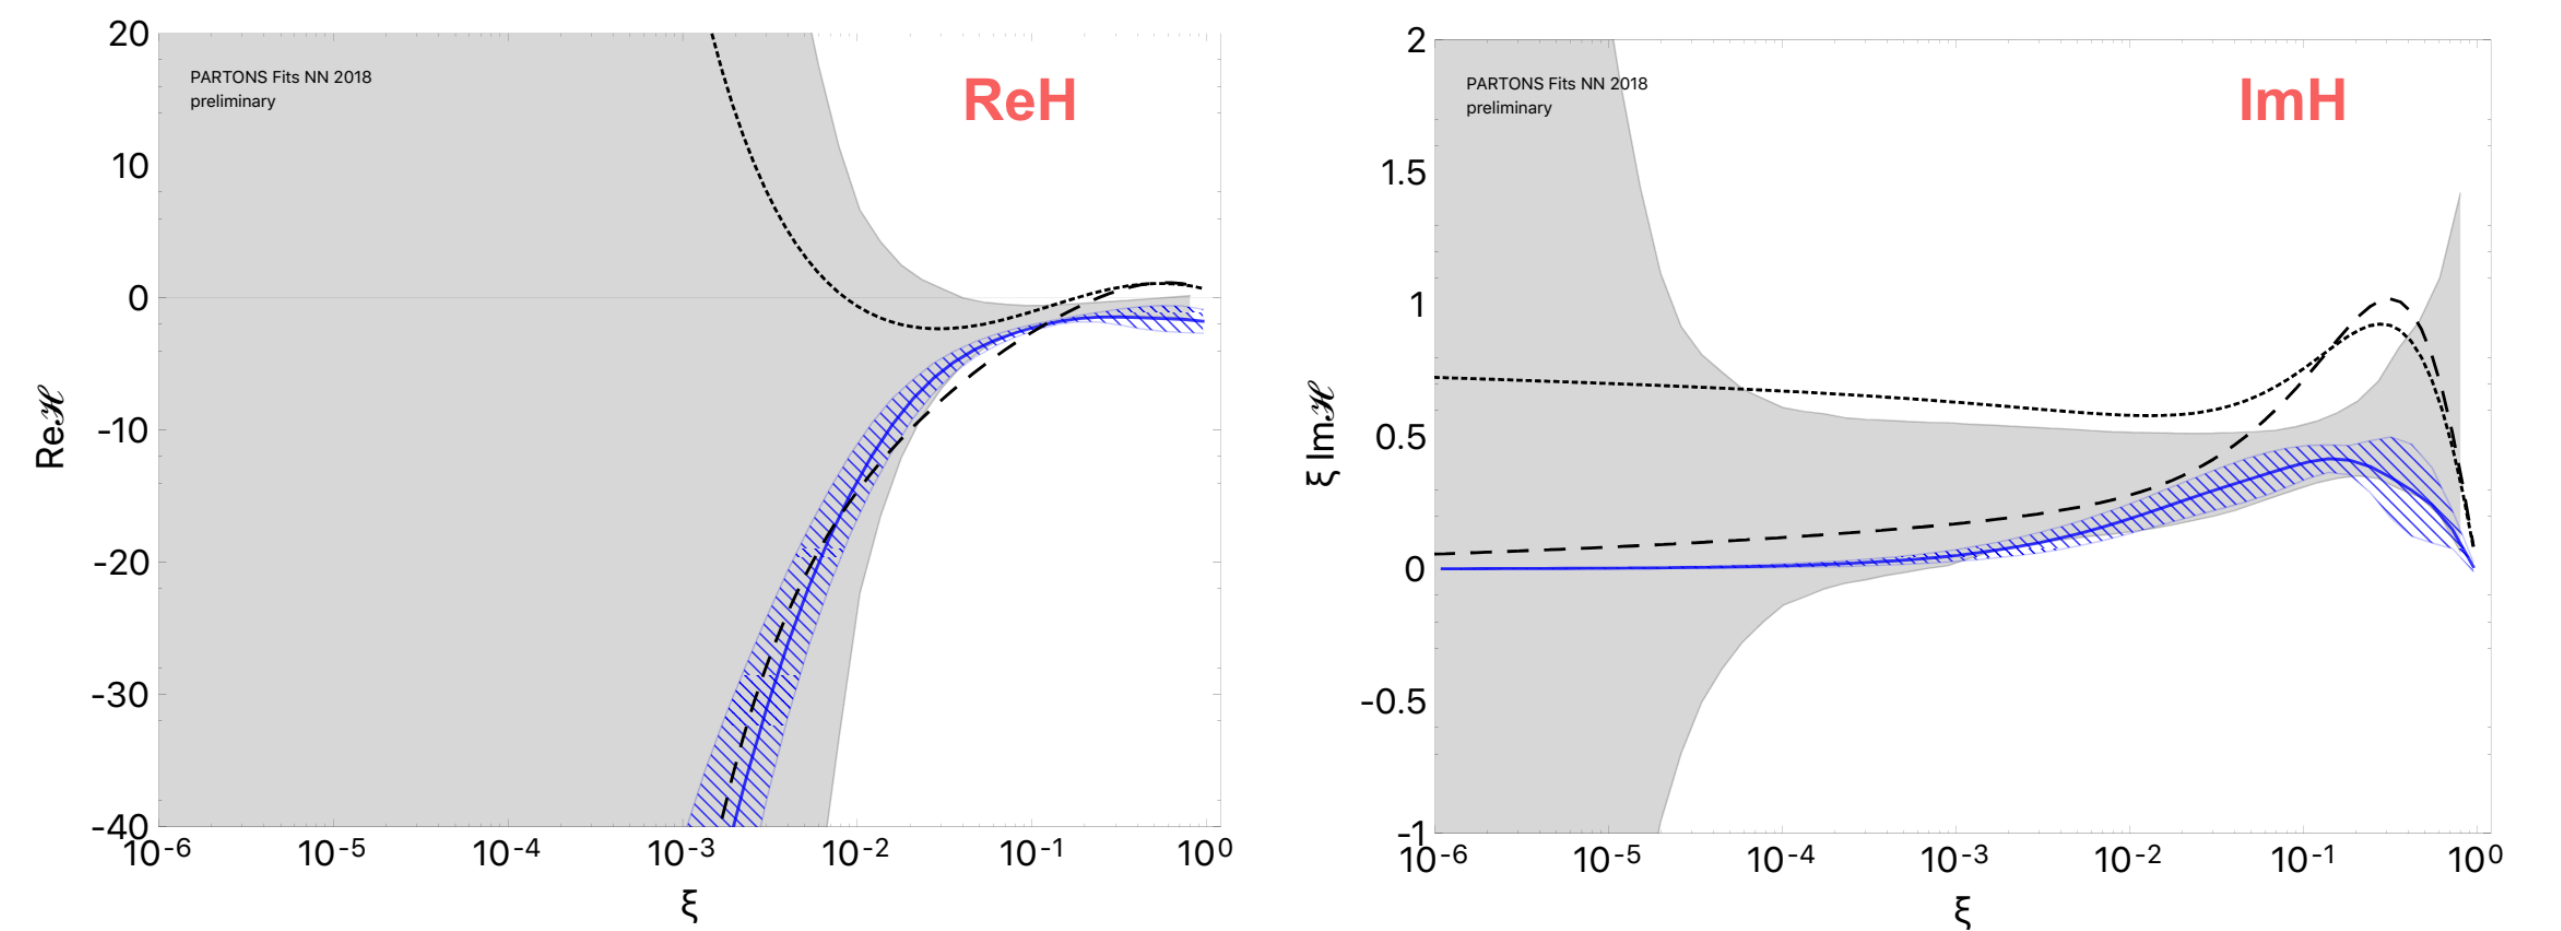 20
10
0
-10
-20
-30
-40
Reℋ
PARTONS Fits NN 2018
preliminary
ReH
10-6 10-5 10-4 10-3 10-2 10-1 100
ξ
2
1.5
1
0.5
0
-0.5
-1
ξ Imℋ
PARTONS Fits NN 2018
preliminary
ImH
10-6 10-5 10-4 10-3 10-2 10-1 100
ξ